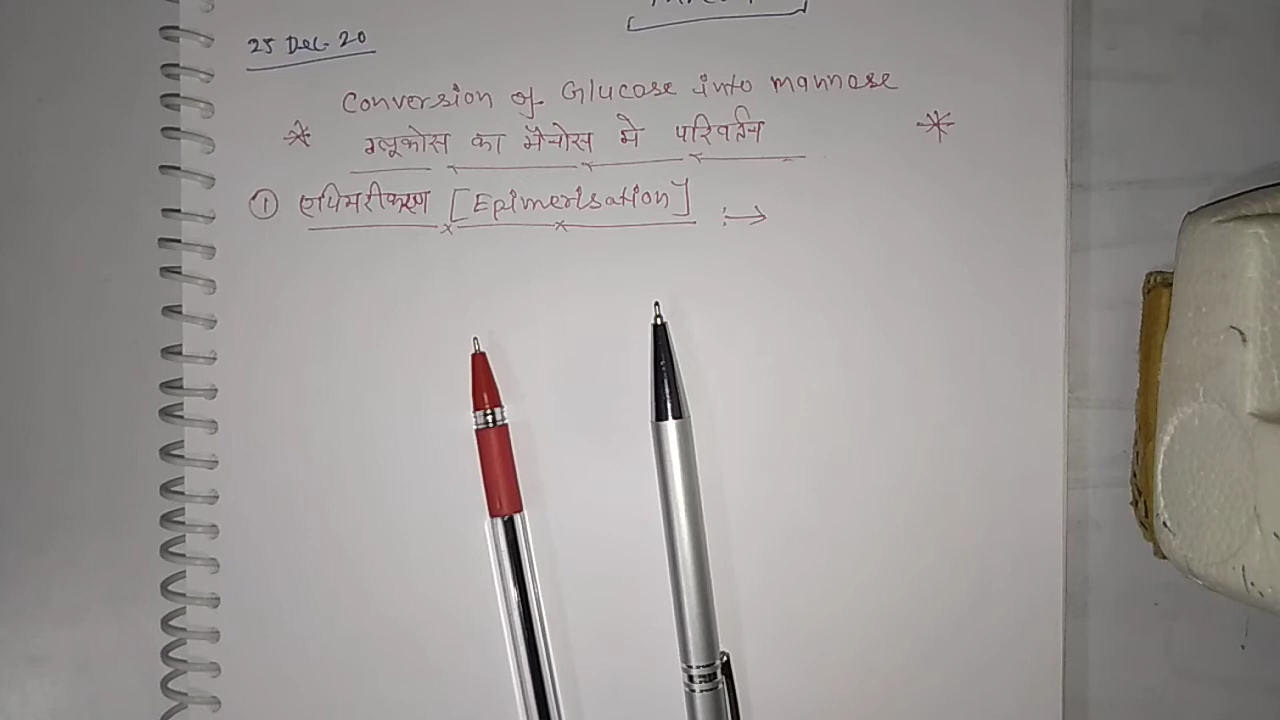 25 Dec. 20
Conversion of Glucose into mannose
* ग्लूकोस का मैनोस मे परिवर्तन *
① एपिमरीकरण [Epimerisation] :→